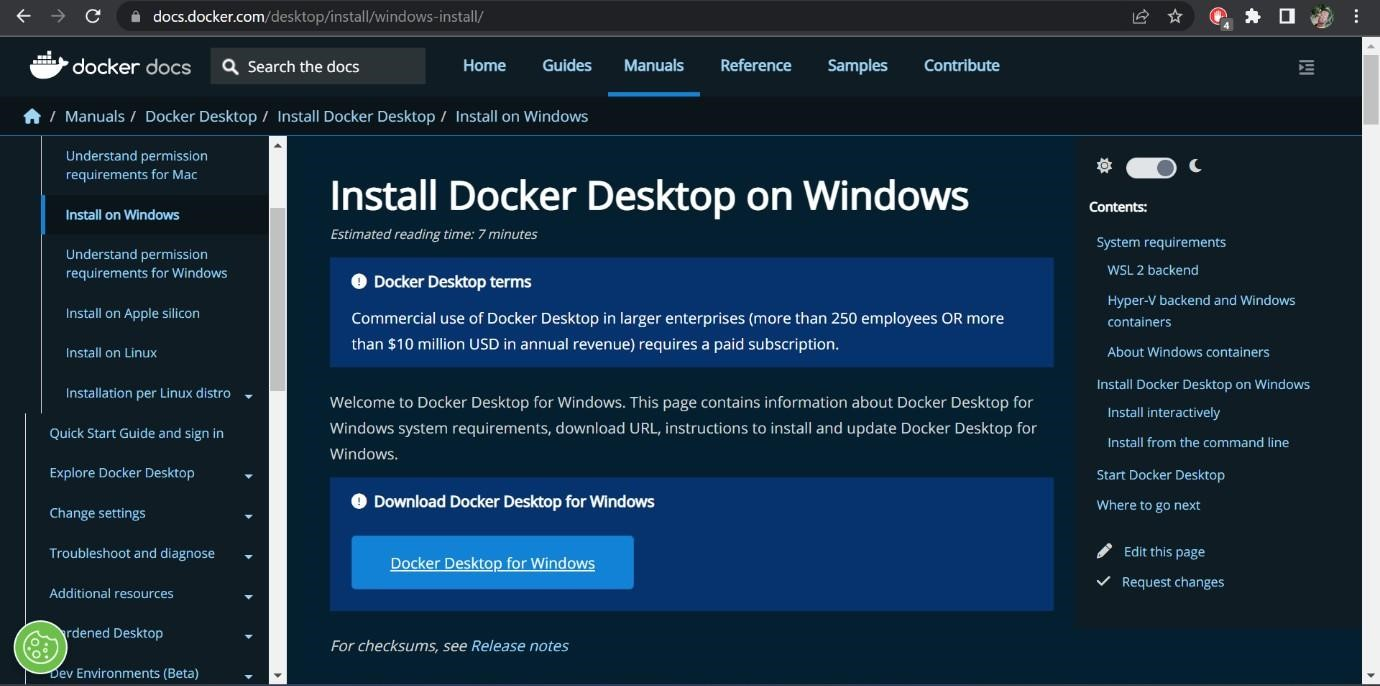 docs.docker.com/desktop/install/windows-install/
4
docker docs
Search the docs
Home
Guides
Manuals
Reference
Samples
Contribute
/ Manuals / Docker Desktop / Install Docker Desktop / Install on Windows
Understand permission
requirements for Mac
Install on Windows
Understand permission
requirements for Windows
Install on Apple silicon
Install on Linux
Installation per Linux distro
Quick Start Guide and sign in
Explore Docker Desktop
Change settings
Troubleshoot and diagnose
Additional resources
rdened Desktop
Dev Environments (Beta)
Install Docker Desktop on Windows
Estimated reading time: 7 minutes
Docker Desktop terms
Commercial use of Docker Desktop in larger enterprises (more than 250 employees OR more
than $10 million USD in annual revenue) requires a paid subscription.
Welcome to Docker Desktop for Windows. This page contains information about Docker Desktop for
Windows system requirements, download URL, instructions to install and update Docker Desktop for
Windows.
Download Docker Desktop for Windows
Docker Desktop for Windows
For checksums, see Release notes
Contents:
System requirements
WSL 2 backend
Hyper-V backend and Windows
containers
About Windows containers
Install Docker Desktop on Windows
Install interactively
Install from the command line
Start Docker Desktop
Where to go next
Edit this page
Request changes